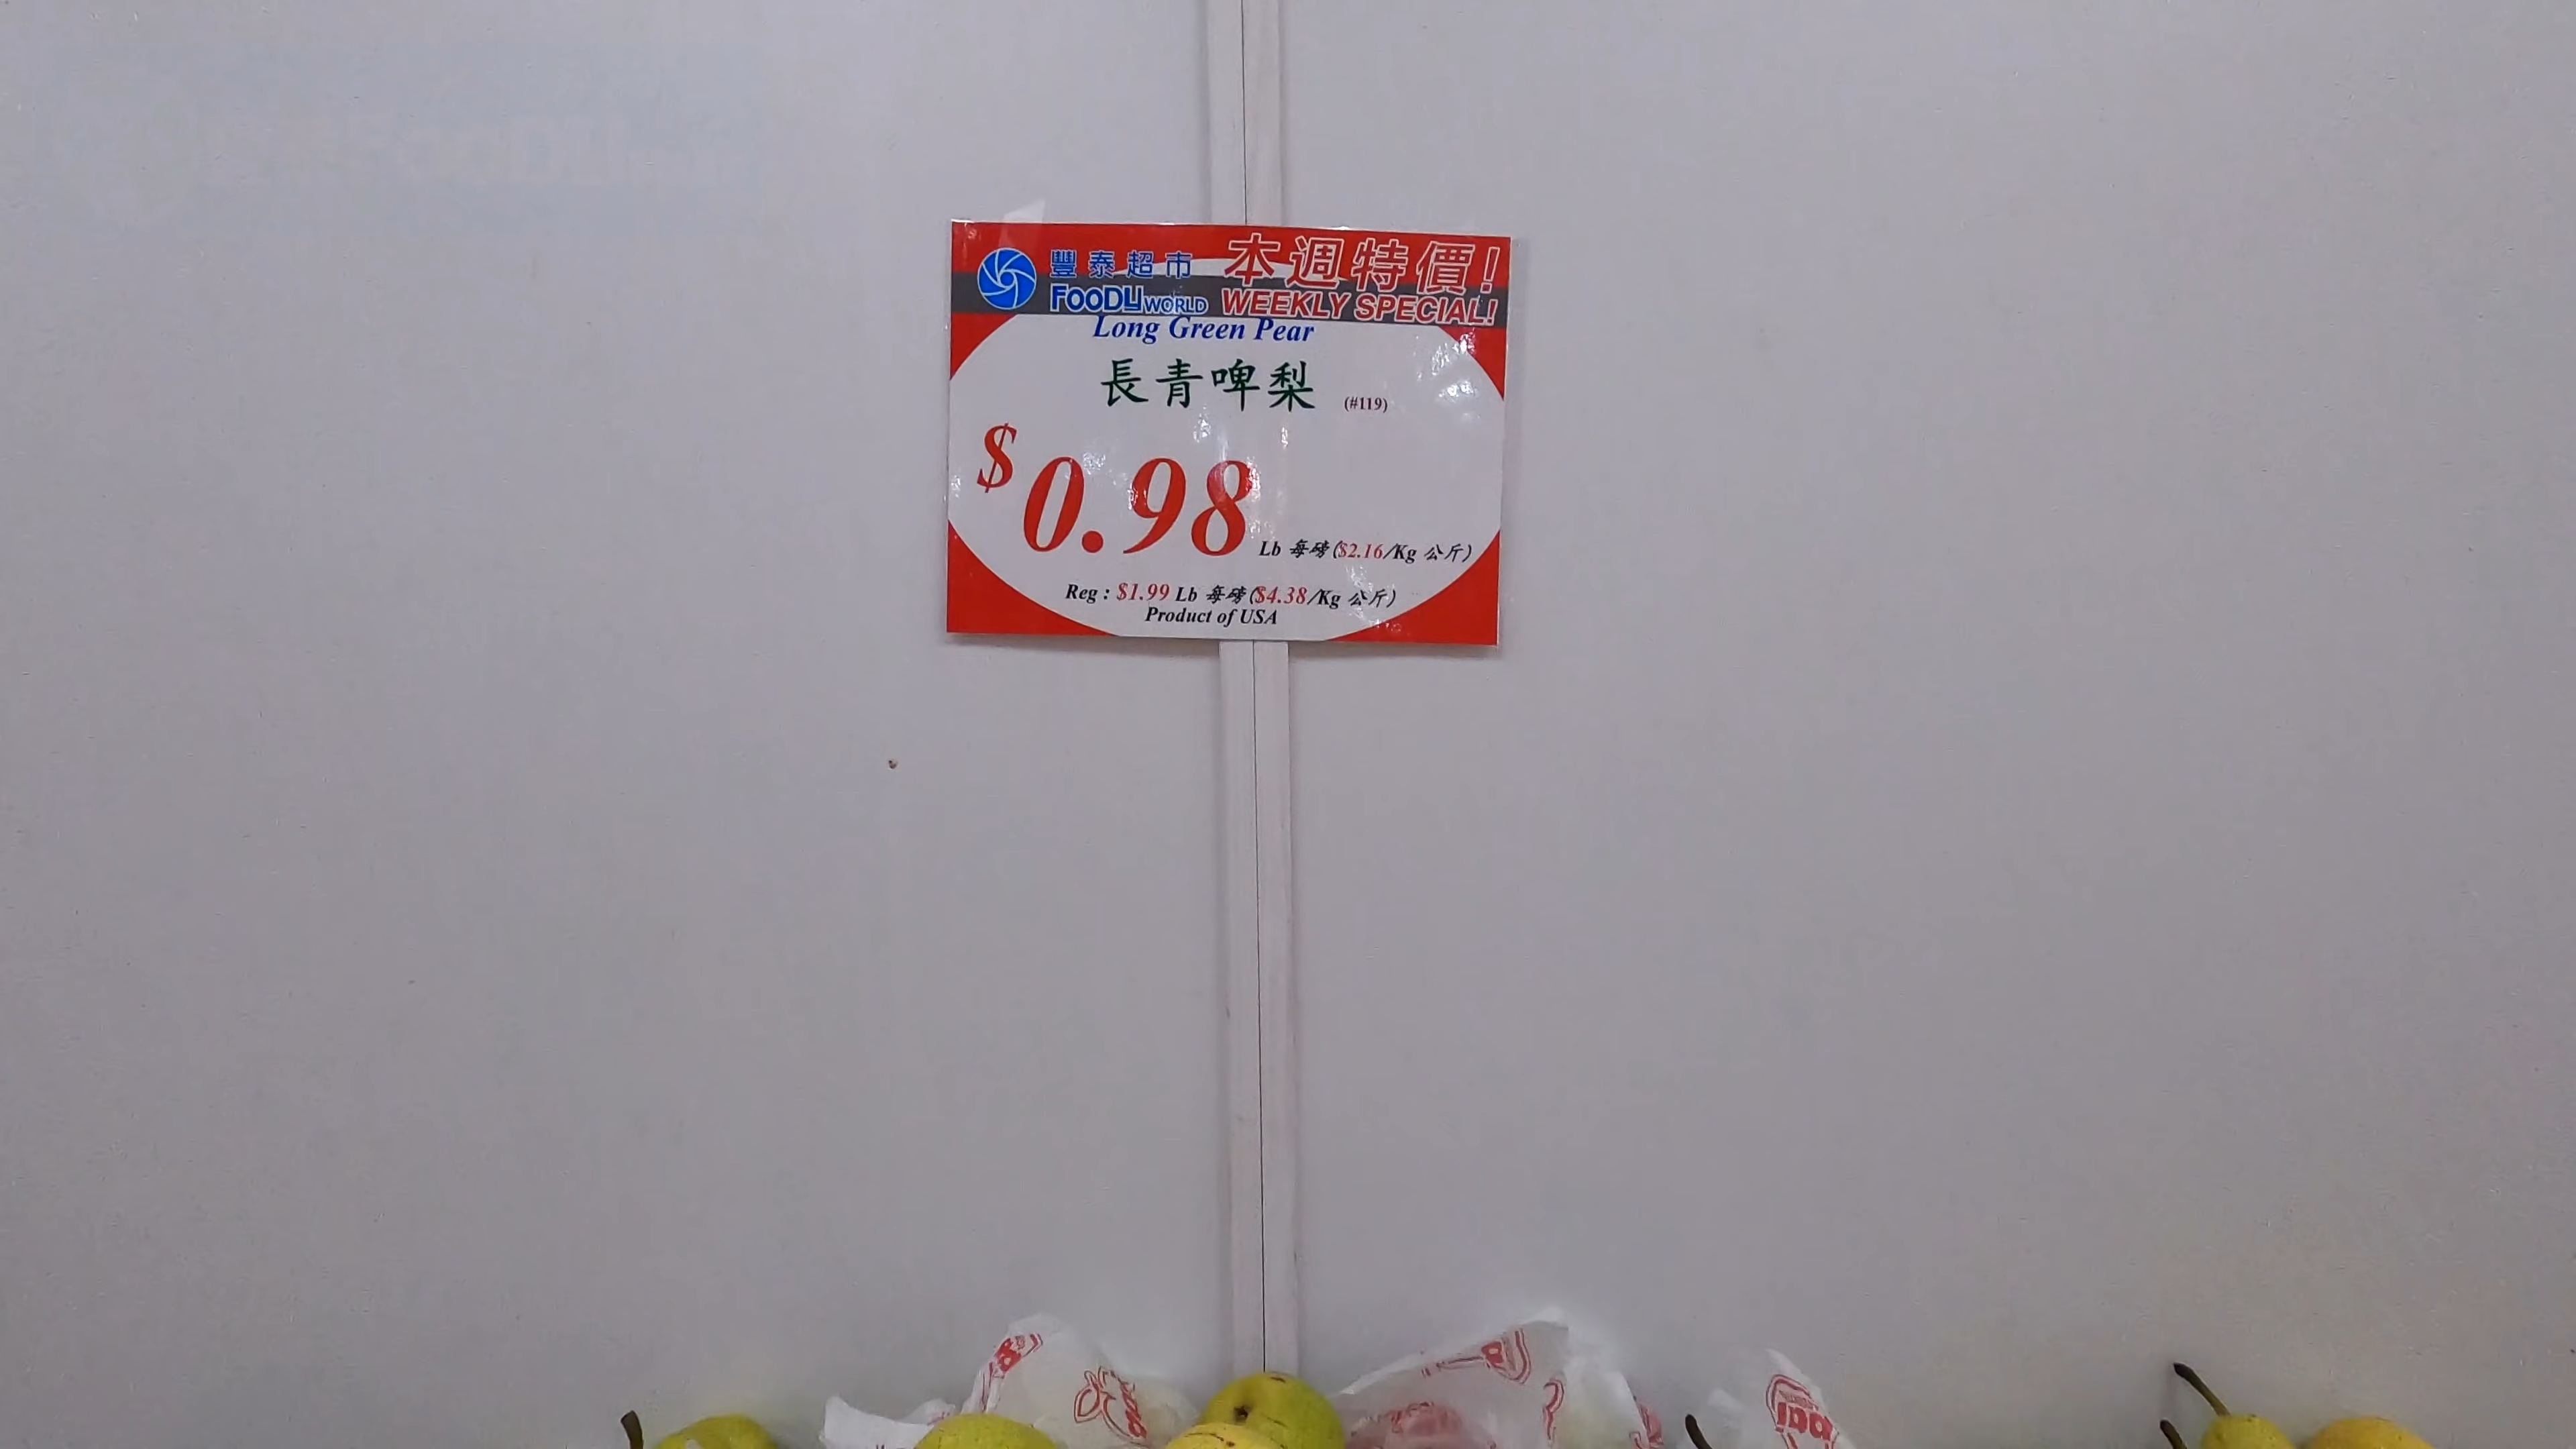 豐泰超市 本週特價!
FOODY WORLD WEEKLY SPECIAL!
Long Green Pear
長青啤梨 (#119)
$0.98 Lb 每磅($2.16/Kg 公斤)
Reg : $1.99 Lb 每磅($4.38/Kg 公斤)
Product of USA